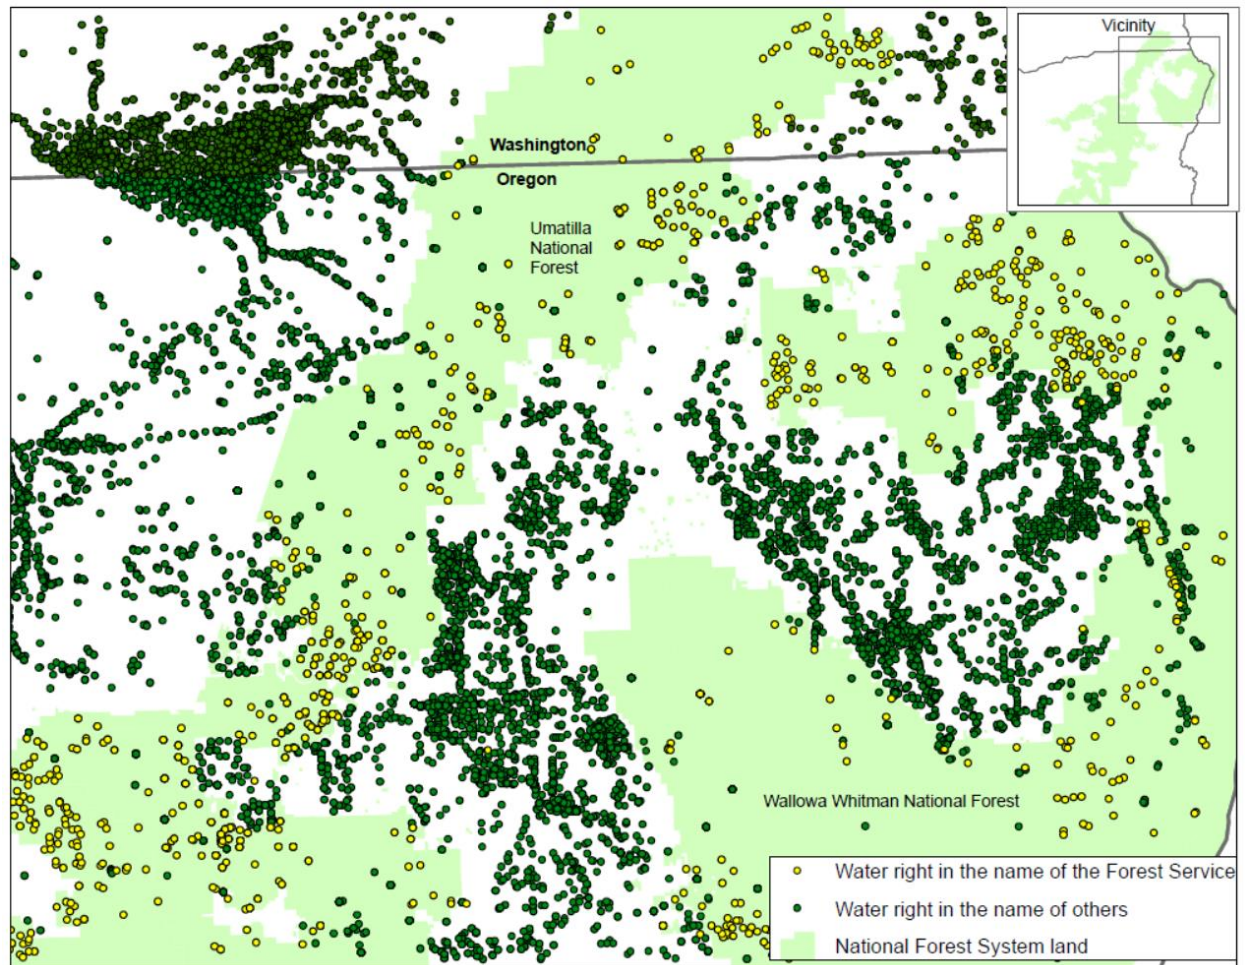 Vicinity
Washington
Oregon
Umatilla
National
Forest
Wallowa Whitman National Forest
Water right in the name of the Forest Service
Water right in the name of others
National Forest System land